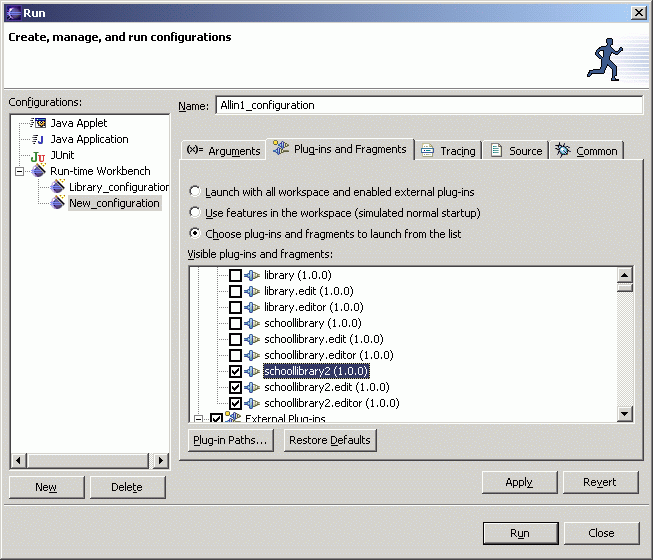 Run
Create, manage, and run configurations
Configurations:
Java Applet
Java Application
JUnit
Run-time Workbench
Library_configuration
New_configuration
New
Delete
Name: Allin1_configuration
(x)= Arguments Plug-ins and Fragments Tracing Source Common
Launch with all workspace and enabled external plug-ins
Use features in the workspace (simulated normal startup)
Choose plug-ins and fragments to launch from the list
Visible plug-ins and fragments:
library (1.0.0)
library.edit (1.0.0)
library.editor (1.0.0)
schoollibrary (1.0.0)
schoollibrary.edit (1.0.0)
schoollibrary.editor (1.0.0)
schoollibrary2 (1.0.0)
schoollibrary2.edit (1.0.0)
schoollibrary2.editor (1.0.0)
External Plug-ins
Plug-in Paths... Restore Defaults
Apply Revert
Run Close